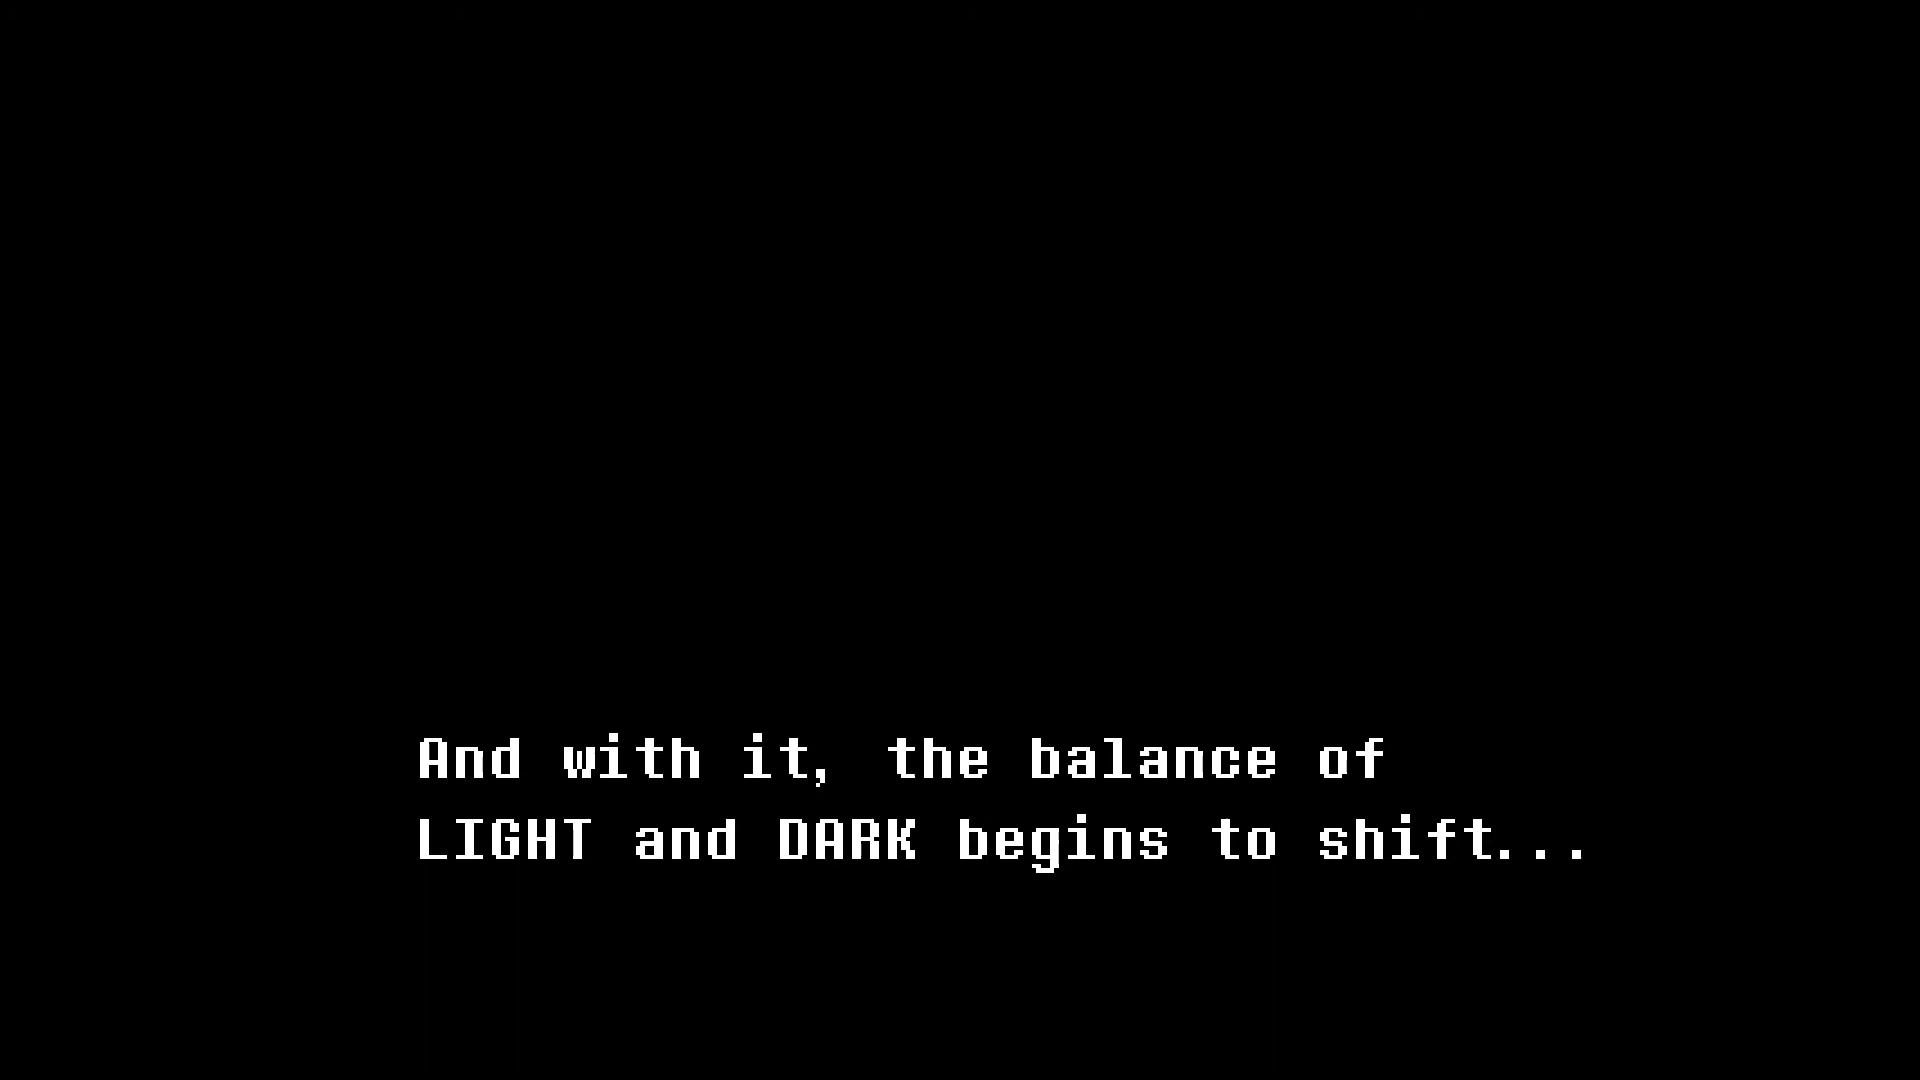 And with it, the balance of
LIGHT and DARK begins to shift...